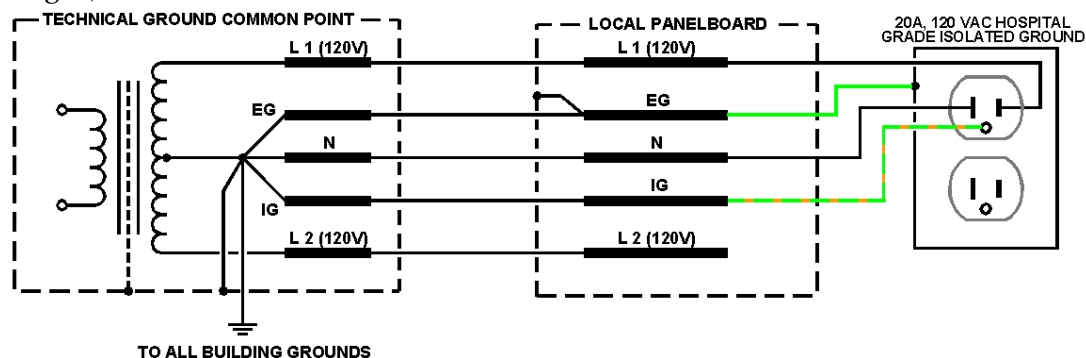 TECHNICAL GROUND COMMON POINT
LOCAL PANELBOARD
20A, 120 VAC HOSPITAL
GRADE ISOLATED GROUND
L 1 (120V)
L 1 (120V)
EG
EG
N
N
IG
IG
L 2 (120V)
L 2 (120V)
TO ALL BUILDING GROUNDS